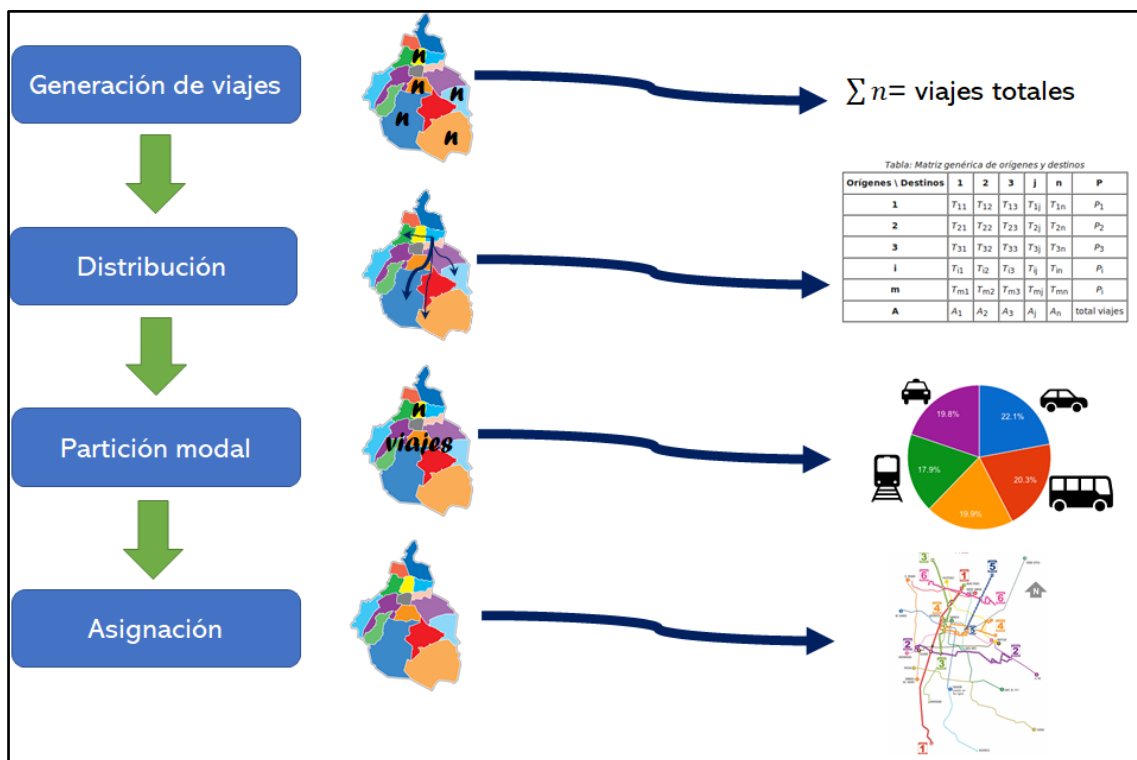 Generación de viajes
n
n
n
n
n
∑ n= viajes totales
Tabla: Matriz genérica de orígenes y destinos
Orígenes \ Destinos 1 2 3 j n P
1 T11 T12 T13 T1j T1n P1
2 T21 T22 T23 T2j T2n P2
3 T31 T32 T33 T3j T3n P3
i Ti1 Ti2 Ti3 Tij Tin Pi
m Tm1 Tm2 Tm3 Tmj Tmn Pi
A A1 A2 A3 Aj An total viajes
Distribución
Partición modal
n
viajes
19.8%
22.1%
17.9%
20.3%
19.9%
Asignación
3
5
6
1
N
6
4
4
3
2
2
3
1